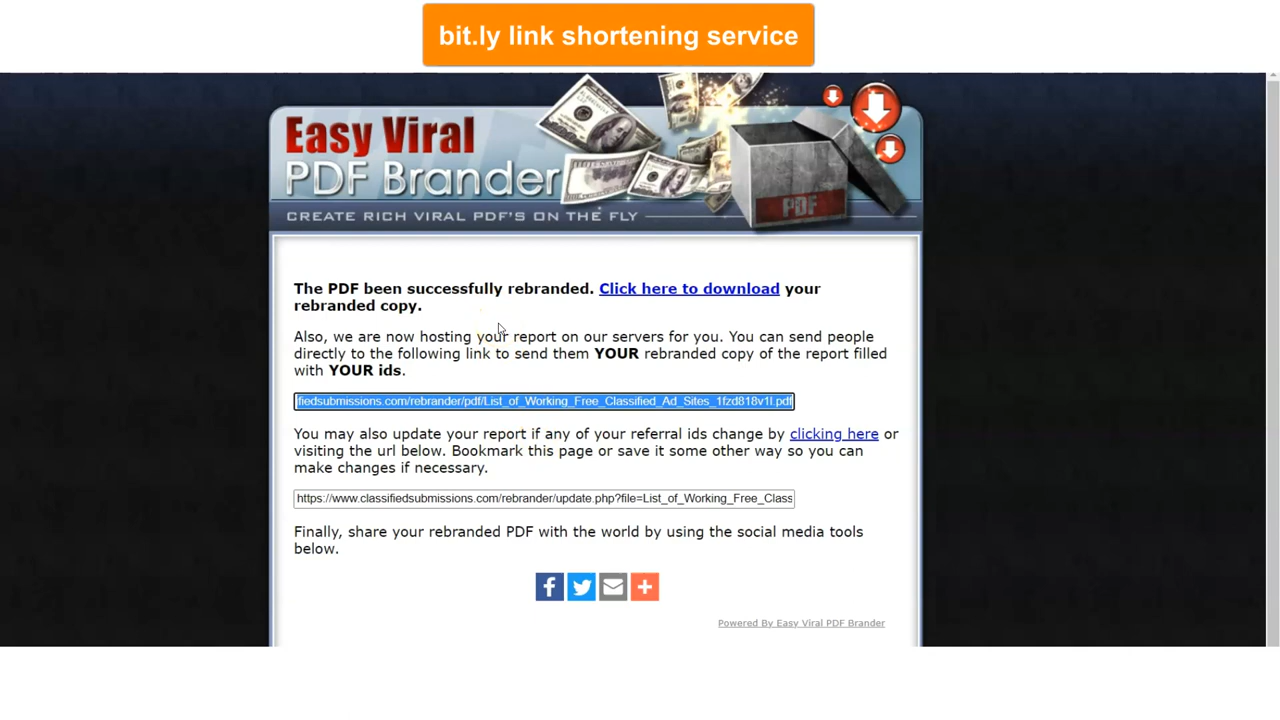 bit.ly link shortening service
Easy Viral
PDF Brander
CREATE RICH VIRAL PDF'S ON THE FLY
PDF
The PDF been successfully rebranded. Click here to download your
rebranded copy.
Also, we are now hosting your report on our servers for you. You can send people
directly to the following link to send them YOUR rebranded copy of the report filled
with YOUR ids.
fiedsubmissions.com/rebrander/pdf/List_of_Working_Free_Classified_Ad_Sites_1fzd818v1l.pdf
You may also update your report if any of your referral ids change by clicking here or
visiting the url below. Bookmark this page or save it some other way so you can
make changes if necessary.
https://www.classifiedsubmissions.com/rebrander/update.php?file=List_of_Working_Free_Class
Finally, share your rebranded PDF with the world by using the social media tools
below.
Powered By Easy Viral PDF Brander